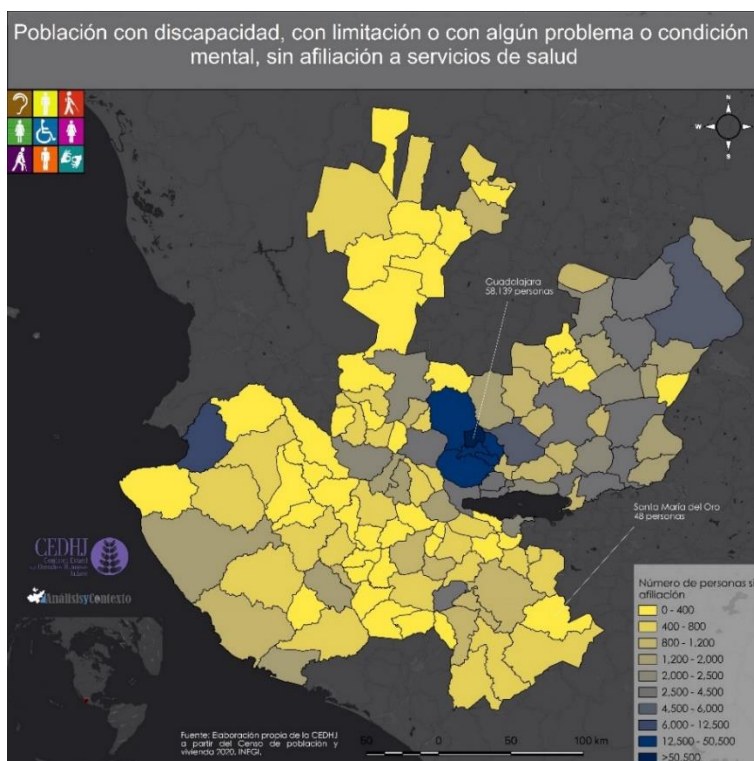 Población con discapacidad, con limitación o con algún problema o condición
mental, sin afiliación a servicios de salud
N
W
E
S
Guadalajara
58,139 personas
Santa María del Oro
48 personas
CEDHJ
AnálisisyContexto
Número de personas si
afiliación
0 - 400
400 - 800
800 - 1,200
1,200 - 2,000
2,000 - 2,500
2,500 - 4,500
4,500 - 6,000
6,000 - 12,500
12,500 - 50,500
>50,500
Fuente: Elaboración propia de la CEDHJ
a partir del Censo de población y
vivienda 2020, INEGI.
50
0
50
100 km